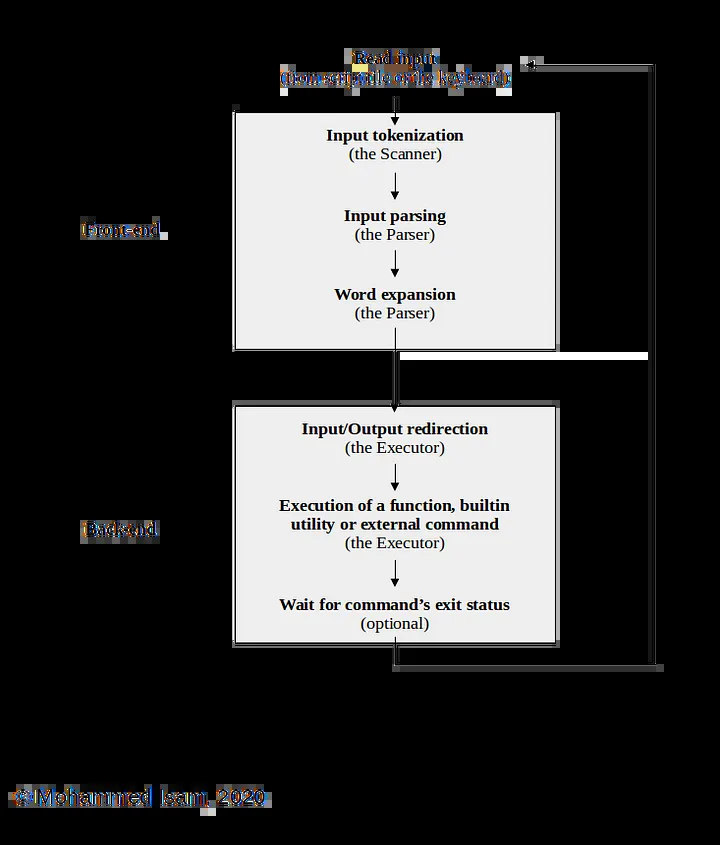 Read input
(from script file or the keyboard)
Input tokenization
(the Scanner)
Front-end
Input parsing
(the Parser)
Word expansion
(the Parser)
Input/Output redirection
(the Executor)
Back-end
Execution of a function, builtin
utility or external command
(the Executor)
Wait for command’s exit status
(optional)
© Mohammed Isam, 2020